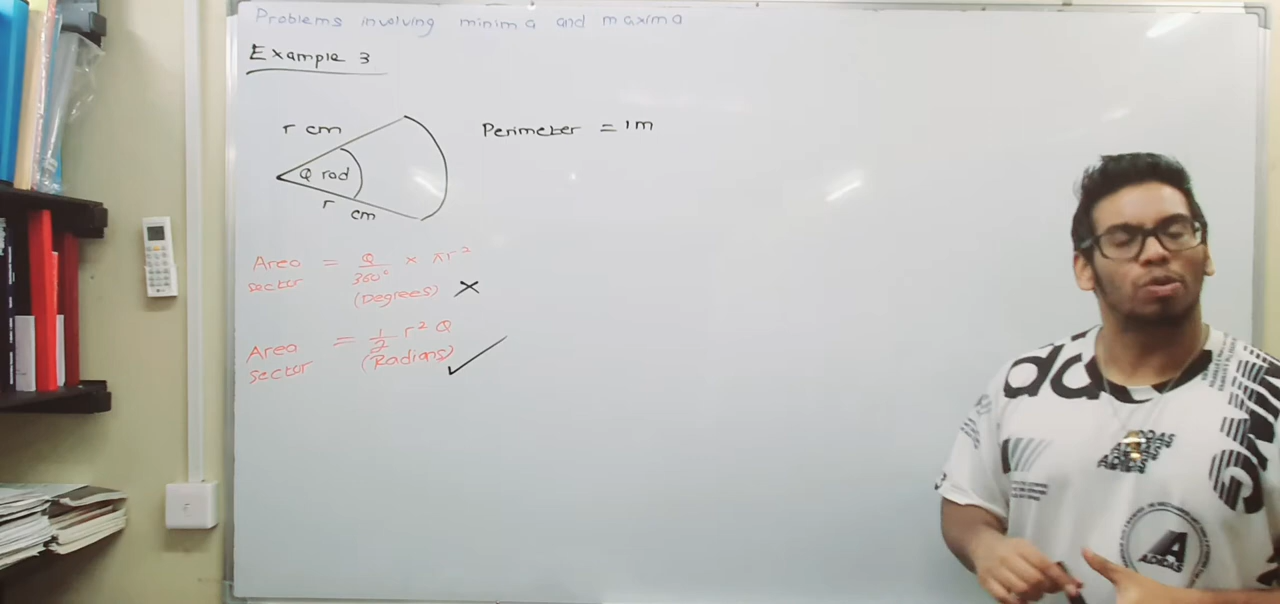 Problems involving minima and maxima
Example 3
r cm
Perimeter = 1m
Q rad
r cm
Area sector = Q/360° × πr²
(Degrees) ×
Area sector = 1/2 r² Q
(Radians) ✓
ADIDAS